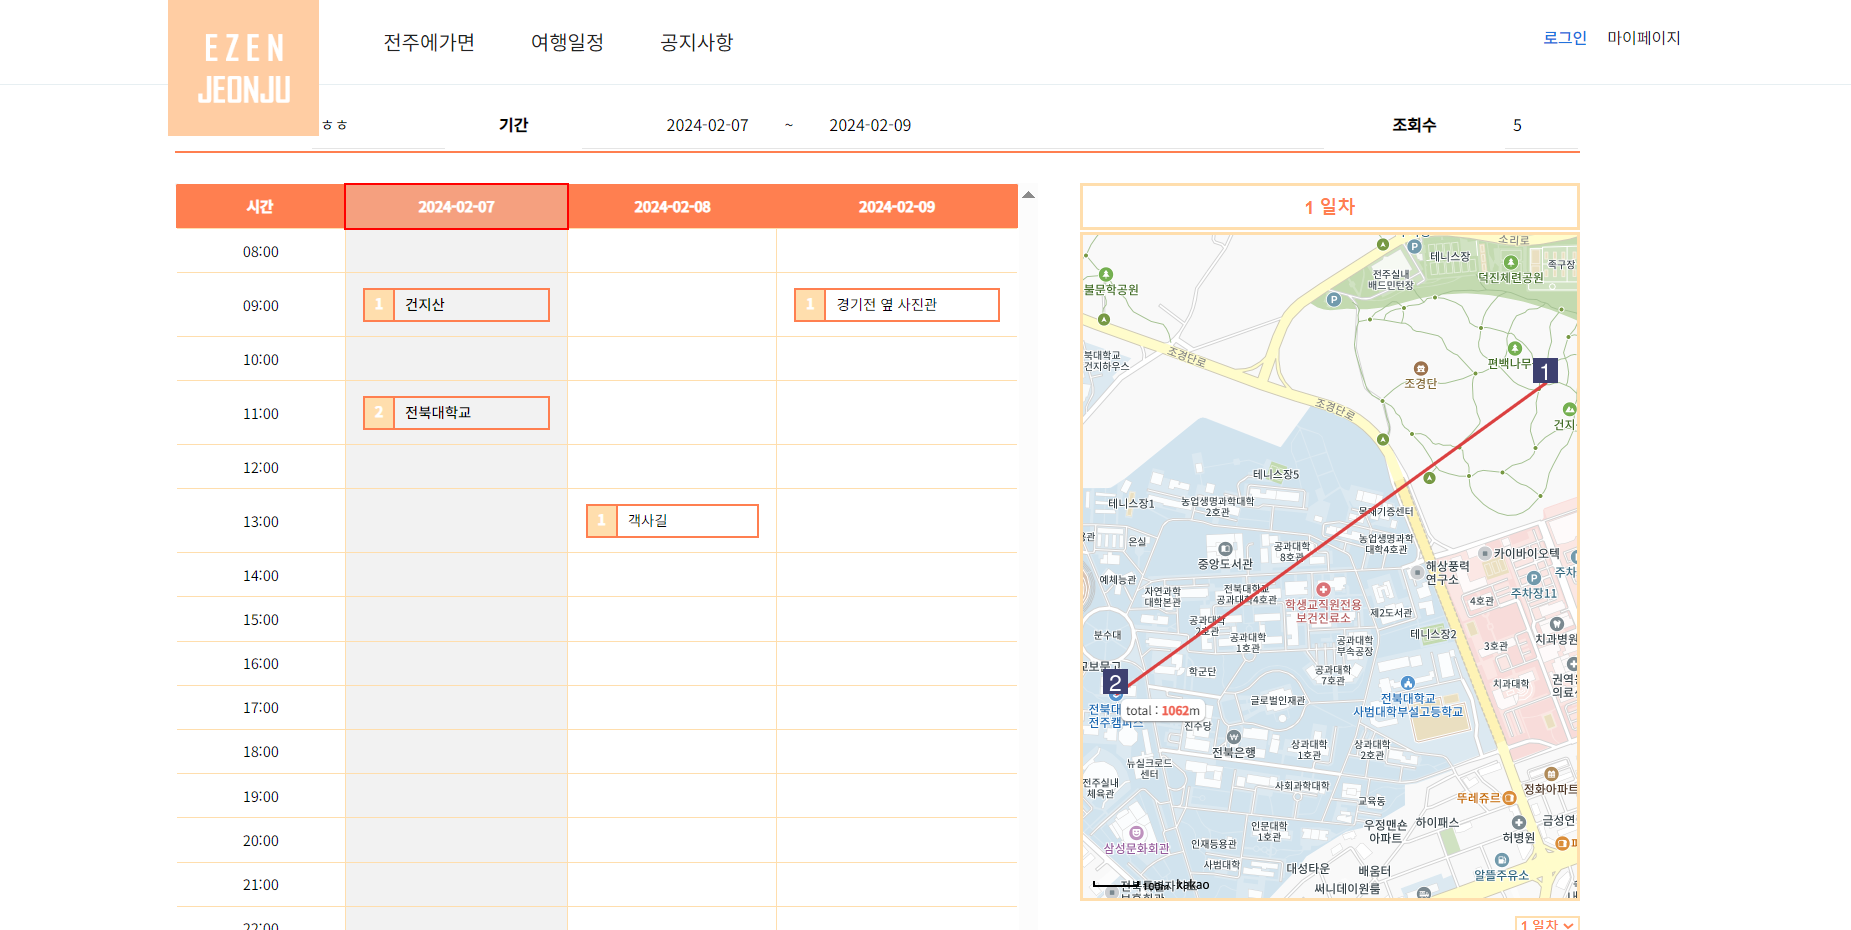 EZEN
JEONJU
전주에가면
여행일정
공지사항
로그인
마이페이지
ㅎㅎ
기간
2024-02-07 ~ 2024-02-09
조회수
5
시간
2024-02-07
2024-02-08
2024-02-09
08:00
09:00
1 건지산
1 경기전 옆 사진관
10:00
11:00
2 전북대학교
12:00
13:00
1 객사길
14:00
15:00
16:00
17:00
18:00
19:00
20:00
21:00
22:00
1 일차
소리로
P
테니스장
족구장
덕진체련공원
전주실내
배드민턴장
불문학공원
P
조경단로
북대학교
건지하우스
편백나무
1
조경단
조경단로
건지
테니스장5
테니스장1
농업생명과학대학
2호관
목재기증센터
농업생명과학
대학4호관
온실
공과대학
8호관
중앙도서관
카이바이오텍
해상풍력
연구소
주차
P
주차장11
예체능관
자연과학
대학본관
전북대학교
공과대학4호관
학생교직원전용
보건진료소
제2도서관
4호관
공과대학
2호관
분수대
공과대학
1호관
공과대학
부속공장
테니스장2
3호관
치과병원
교보문고
학군단
공과대학
7호관
치과대학
권역
의료
2
전북대
전주캠퍼스
total : 1062m
글로벌인재관
전북대학교
사범대학부설고등학교
진수당
전북은행
상과대학
1호관
상과대학
2호관
뉴실크로드
센터
전주실내
체육관
사회과학대학
교육동
정화아파트
뚜레쥬르
우정맨숀
아파트
하이패스
금성연
허병원
삼성문화회관
인문대학
1호관
인재등용관
사범대학
대성타운
배움터
알뜰주유소
써니데이원룸
100m
kakao
1 일차